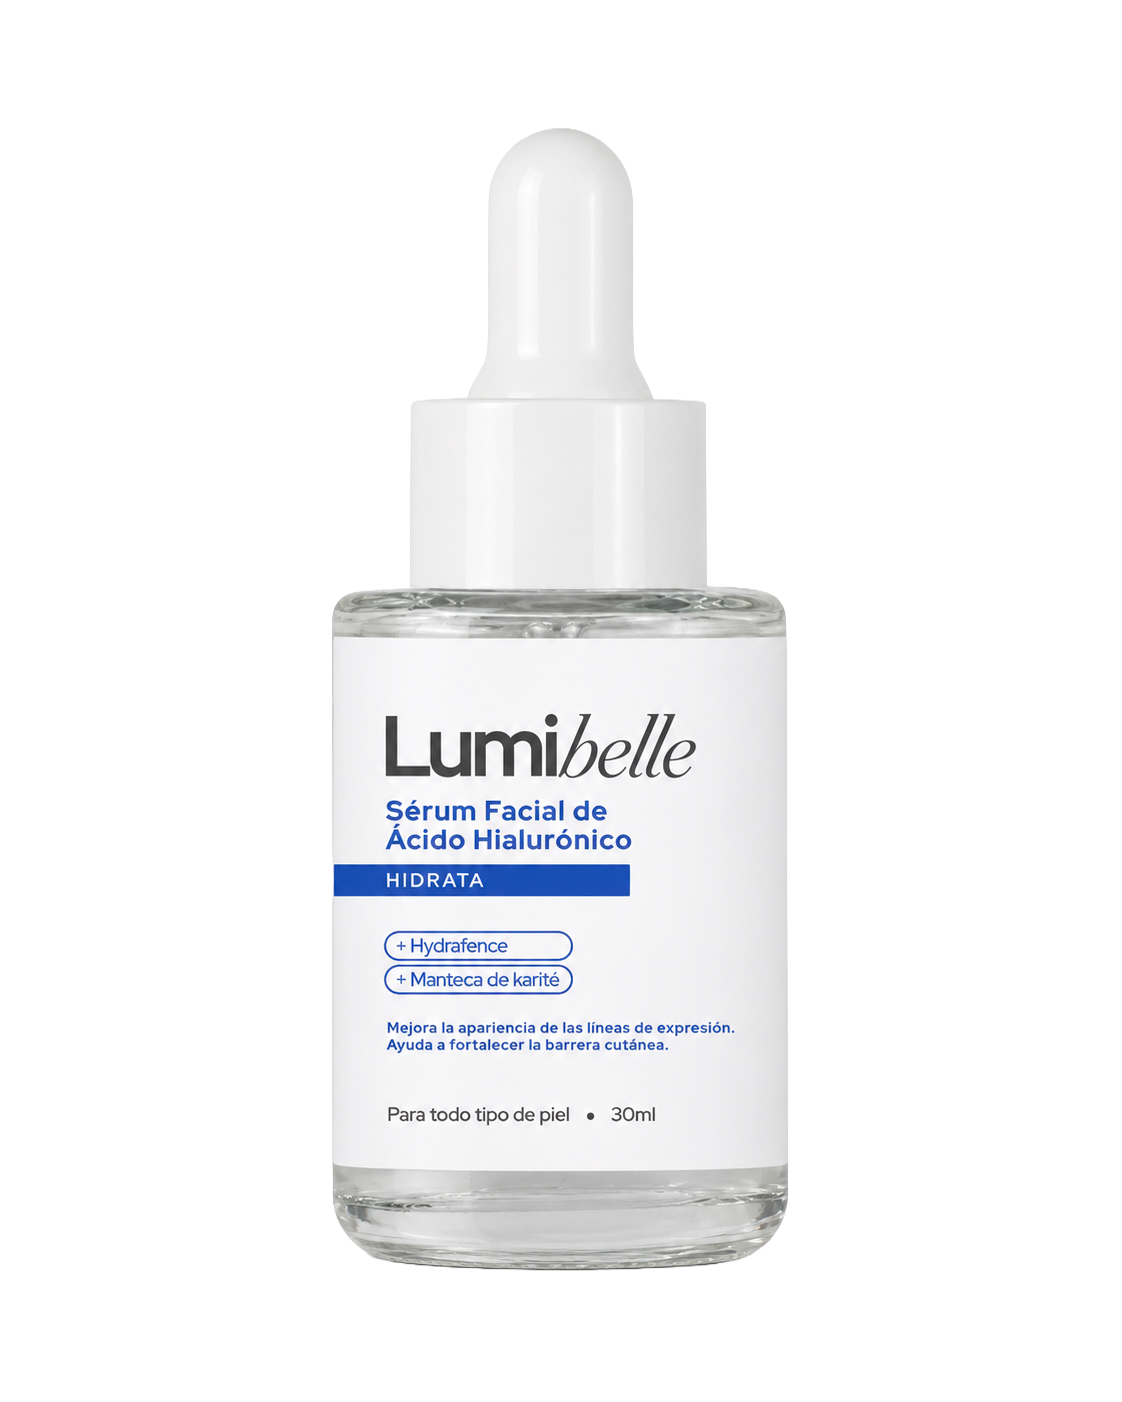 Lumibelle
Sérum Facial de
Ácido Hialurónico
HIDRATA
+ Hydrafence
+ Manteca de karité
Mejora la apariencia de las líneas de expresión.
Ayuda a fortalecer la barrera cutánea.
Para todo tipo de piel • 30ml